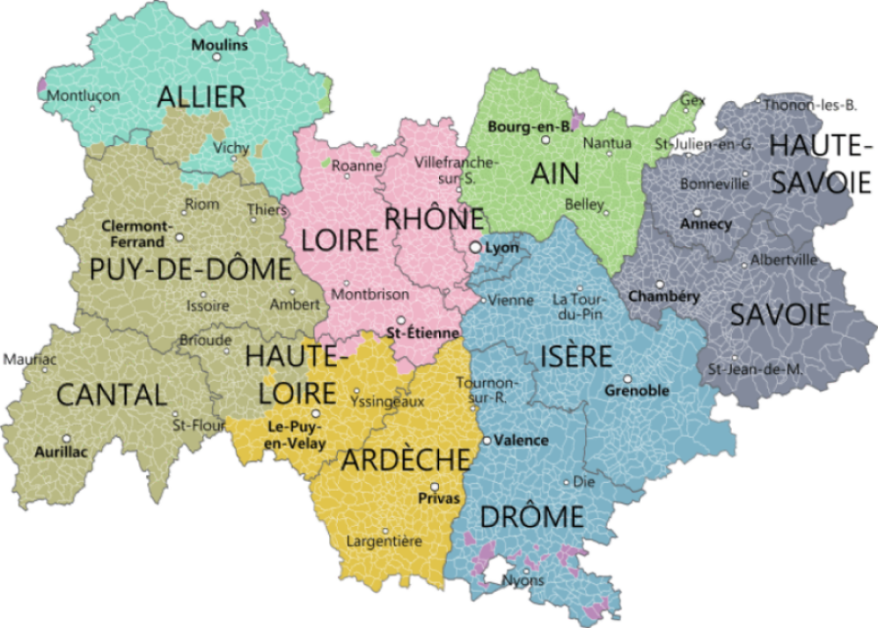 Moulins
Montluçon
ALLIER
Vichy
Gex
Thonon-les-B.
Bourg-en-B.
Nantua
St-Julien-en-G.
HAUTE-
SAVOIE
Roanne
Villefranche-
sur-S.
AIN
Bonneville
Riom
Thiers
Belley
Annecy
Clermont-
Ferrand
LOIRE
RHÔNE
Lyon
PUY-DE-DÔME
Albertville
Issoire
Ambert
Montbrison
Vienne
La Tour-
du-Pin
Chambéry
SAVOIE
St-Étienne
Brioude
Mauriac
HAUTE-
LOIRE
ISÈRE
St-Jean-de-M.
CANTAL
Yssingeaux
Tournon-
sur-R.
Grenoble
St-Flour
Le-Puy-
en-Velay
Aurillac
Valence
ARDÈCHE
Privas
Die
DRÔME
Largentière
Nyons